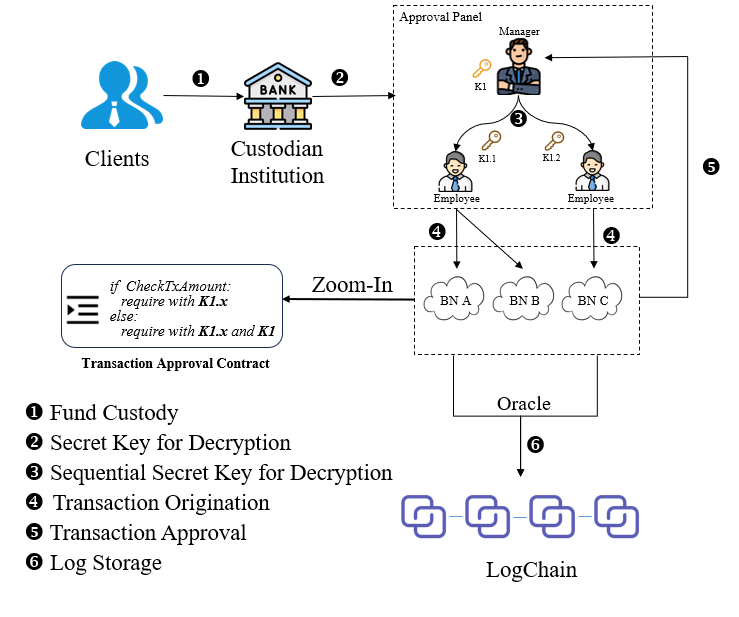 Approval Panel
Manager
❶
❷
BANK
K1
❸
Clients
Custodian
Institution
K1.1
K1.2
❺
Employee
Employee
❹
❹
Zoom-In
BN A
BN B
BN C
if CheckTxAmount:
require with K1.x
else:
require with K1.x and K1
Transaction Approval Contract
Oracle
❻
❶ Fund Custody
❷ Secret Key for Decryption
❸ Sequential Secret Key for Decryption
❹ Transaction Origination
❺ Transaction Approval
❻ Log Storage
LogChain